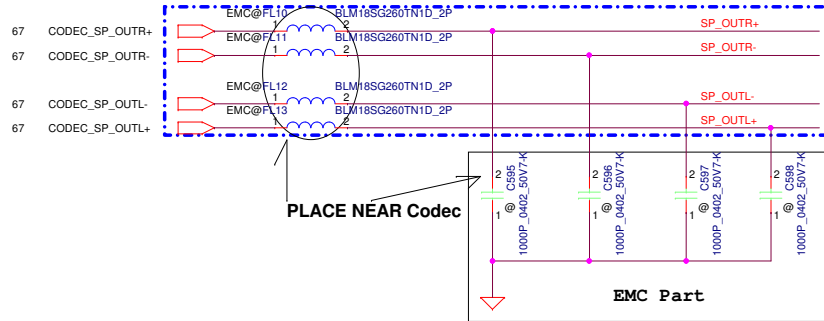 EMC@FL10 BLM18SG260TN1D_2P
67 CODEC_SP_OUTR+ 1 2 SP_OUTR+
EMC@FL11 BLM18SG260TN1D_2P
67 CODEC_SP_OUTR- 1 2 SP_OUTR-
EMC@FL12 BLM18SG260TN1D_2P
67 CODEC_SP_OUTL- 1 2 SP_OUTL-
EMC@FL13 BLM18SG260TN1D_2P
67 CODEC_SP_OUTL+ 1 2 SP_OUTL+
PLACE NEAR Codec
2 1 @ C595
1000P_0402_50V7-K
2 1 @ C596
1000P_0402_50V7-K
2 1 @ C597
1000P_0402_50V7-K
2 1 @ C598
1000P_0402_50V7-K
EMC Part